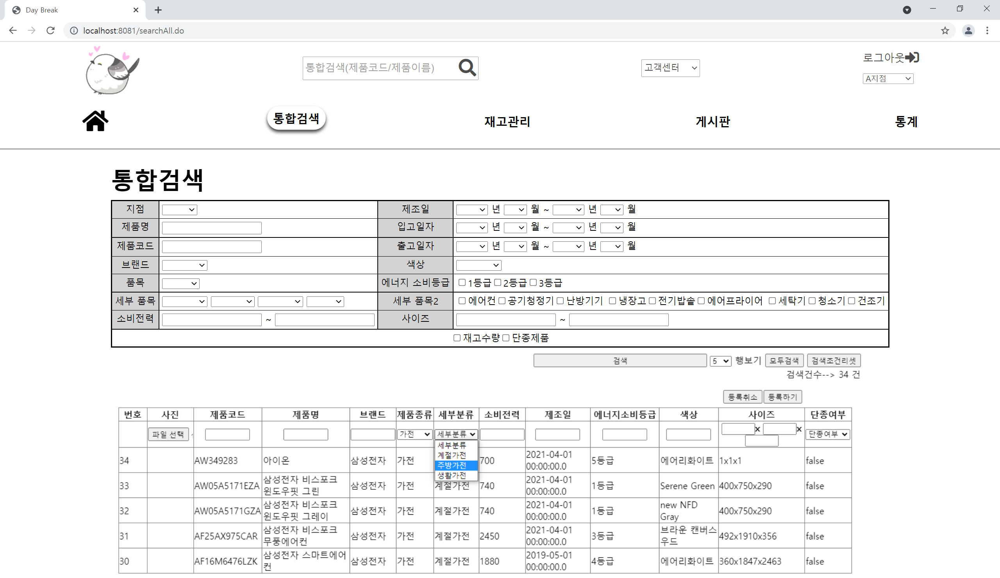 Day Break
localhost:8081/searchAll.do
통합검색(제품코드/제품이름)
고객센터
로그아웃
A지점
통합검색 재고관리 게시판 통계
통합검색
지점 제조일 년 월 ~ 년 월
제품명 입고일자 년 월 ~ 년 월
제품코드 출고일자 년 월 ~ 년 월
브랜드 색상
품목 에너지 소비등급 1등급 2등급 3등급
세부 품목 세부 품목2 에어컨 공기청정기 난방기기 냉장고 전기밥솥 에어프라이어 세탁기 청소기 건조기
소비전력 ~ 사이즈 ~
재고수량 단종제품
검색 5 행보기 모두검색 검색조건리셋
검색건수--> 34 건
등록취소 등록하기
번호 사진 제품코드 제품명 브랜드 제품종류 세부분류 소비전력 제조일 에너지소비등급 색상 사이즈 단종여부
파일 선택 가전 세부분류 x x 단종여부
세부분류
계절가전
주방가전
생활가전
34 AW349283 아이온 삼성전자 가전 700 2021-04-01 00:00:00.0 5등급 에어리화이트 1x1x1 false
33 AW05A5171EZA 삼성전자 비스포크 윈도우핏 그린 삼성전자 가전 계절가전 740 2021-04-01 00:00:00.0 1등급 Serene Green 400x750x290 false
32 AW05A5171GZA 삼성전자 비스포크 윈도우핏 그레이 삼성전자 가전 계절가전 740 2021-04-01 00:00:00.0 1등급 new NFD Gray 400x750x290 false
31 AF25AX975CAR 삼성전자 비스포크 무풍에어컨 삼성전자 가전 계절가전 2450 2021-04-01 00:00:00.0 3등급 브라운 캔버스 우드 492x1910x356 false
30 AF16M6476LZK 삼성전자 스마트에어컨 삼성전자 가전 계절가전 1880 2019-05-01 00:00:00.0 4등급 에어리화이트 360x1847x2463 false